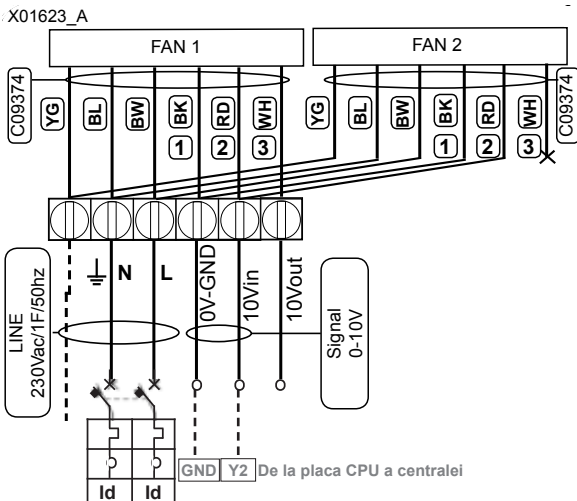 X01623_A
FAN 1
FAN 2
C09374
YG
BL
BW
BK
RD
WH
1
2
3
YG
BL
BW
BK
RD
WH
1
2
3
C09374
N
L
0V-GND
10Vin
10Vout
LINE
230Vac/1F/50hz
Signal
0-10V
GND Y2 De la placa CPU a centralei
Id Id